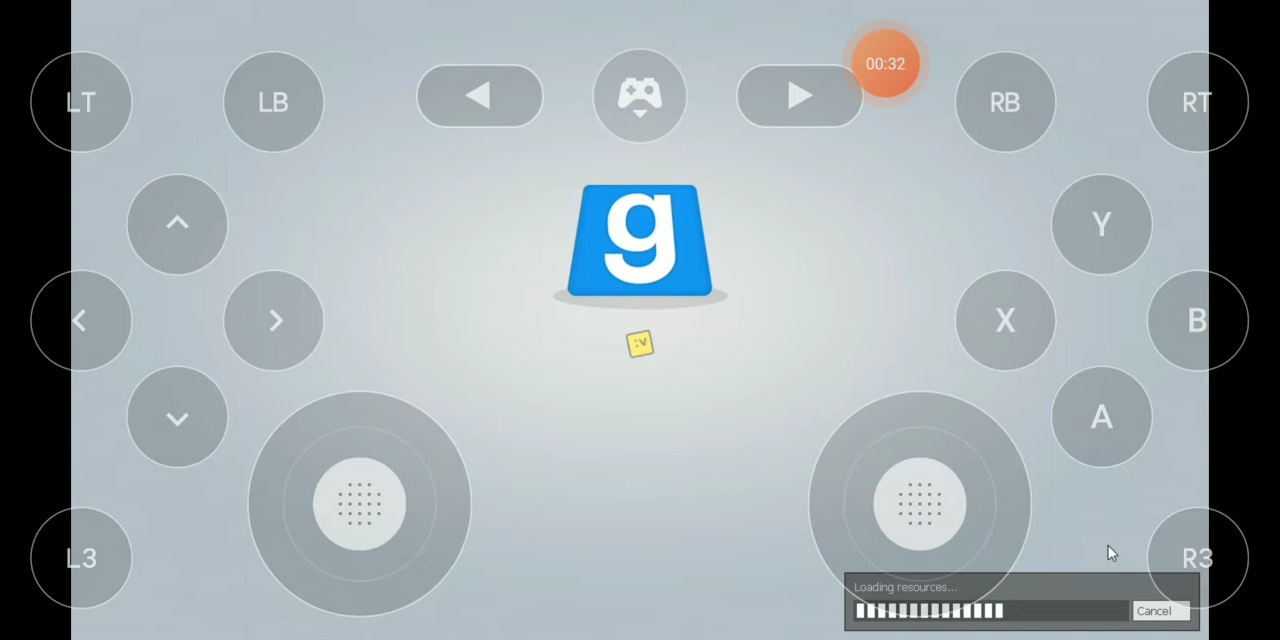 00:32
LT
LB
RB
RT
g
Y
:v
X
B
A
L3
R3
Loading resources...
Cancel